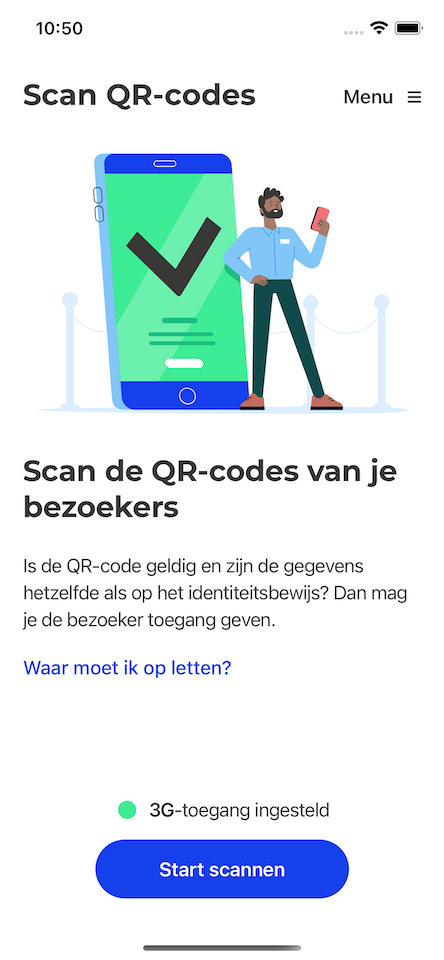 10:50
Scan QR-codes
Menu
Scan de QR-codes van je
bezoekers
Is de QR-code geldig en zijn de gegevens
hetzelfde als op het identiteitsbewijs? Dan mag
je de bezoeker toegang geven.
Waar moet ik op letten?
3G-toegang ingesteld
Start scannen